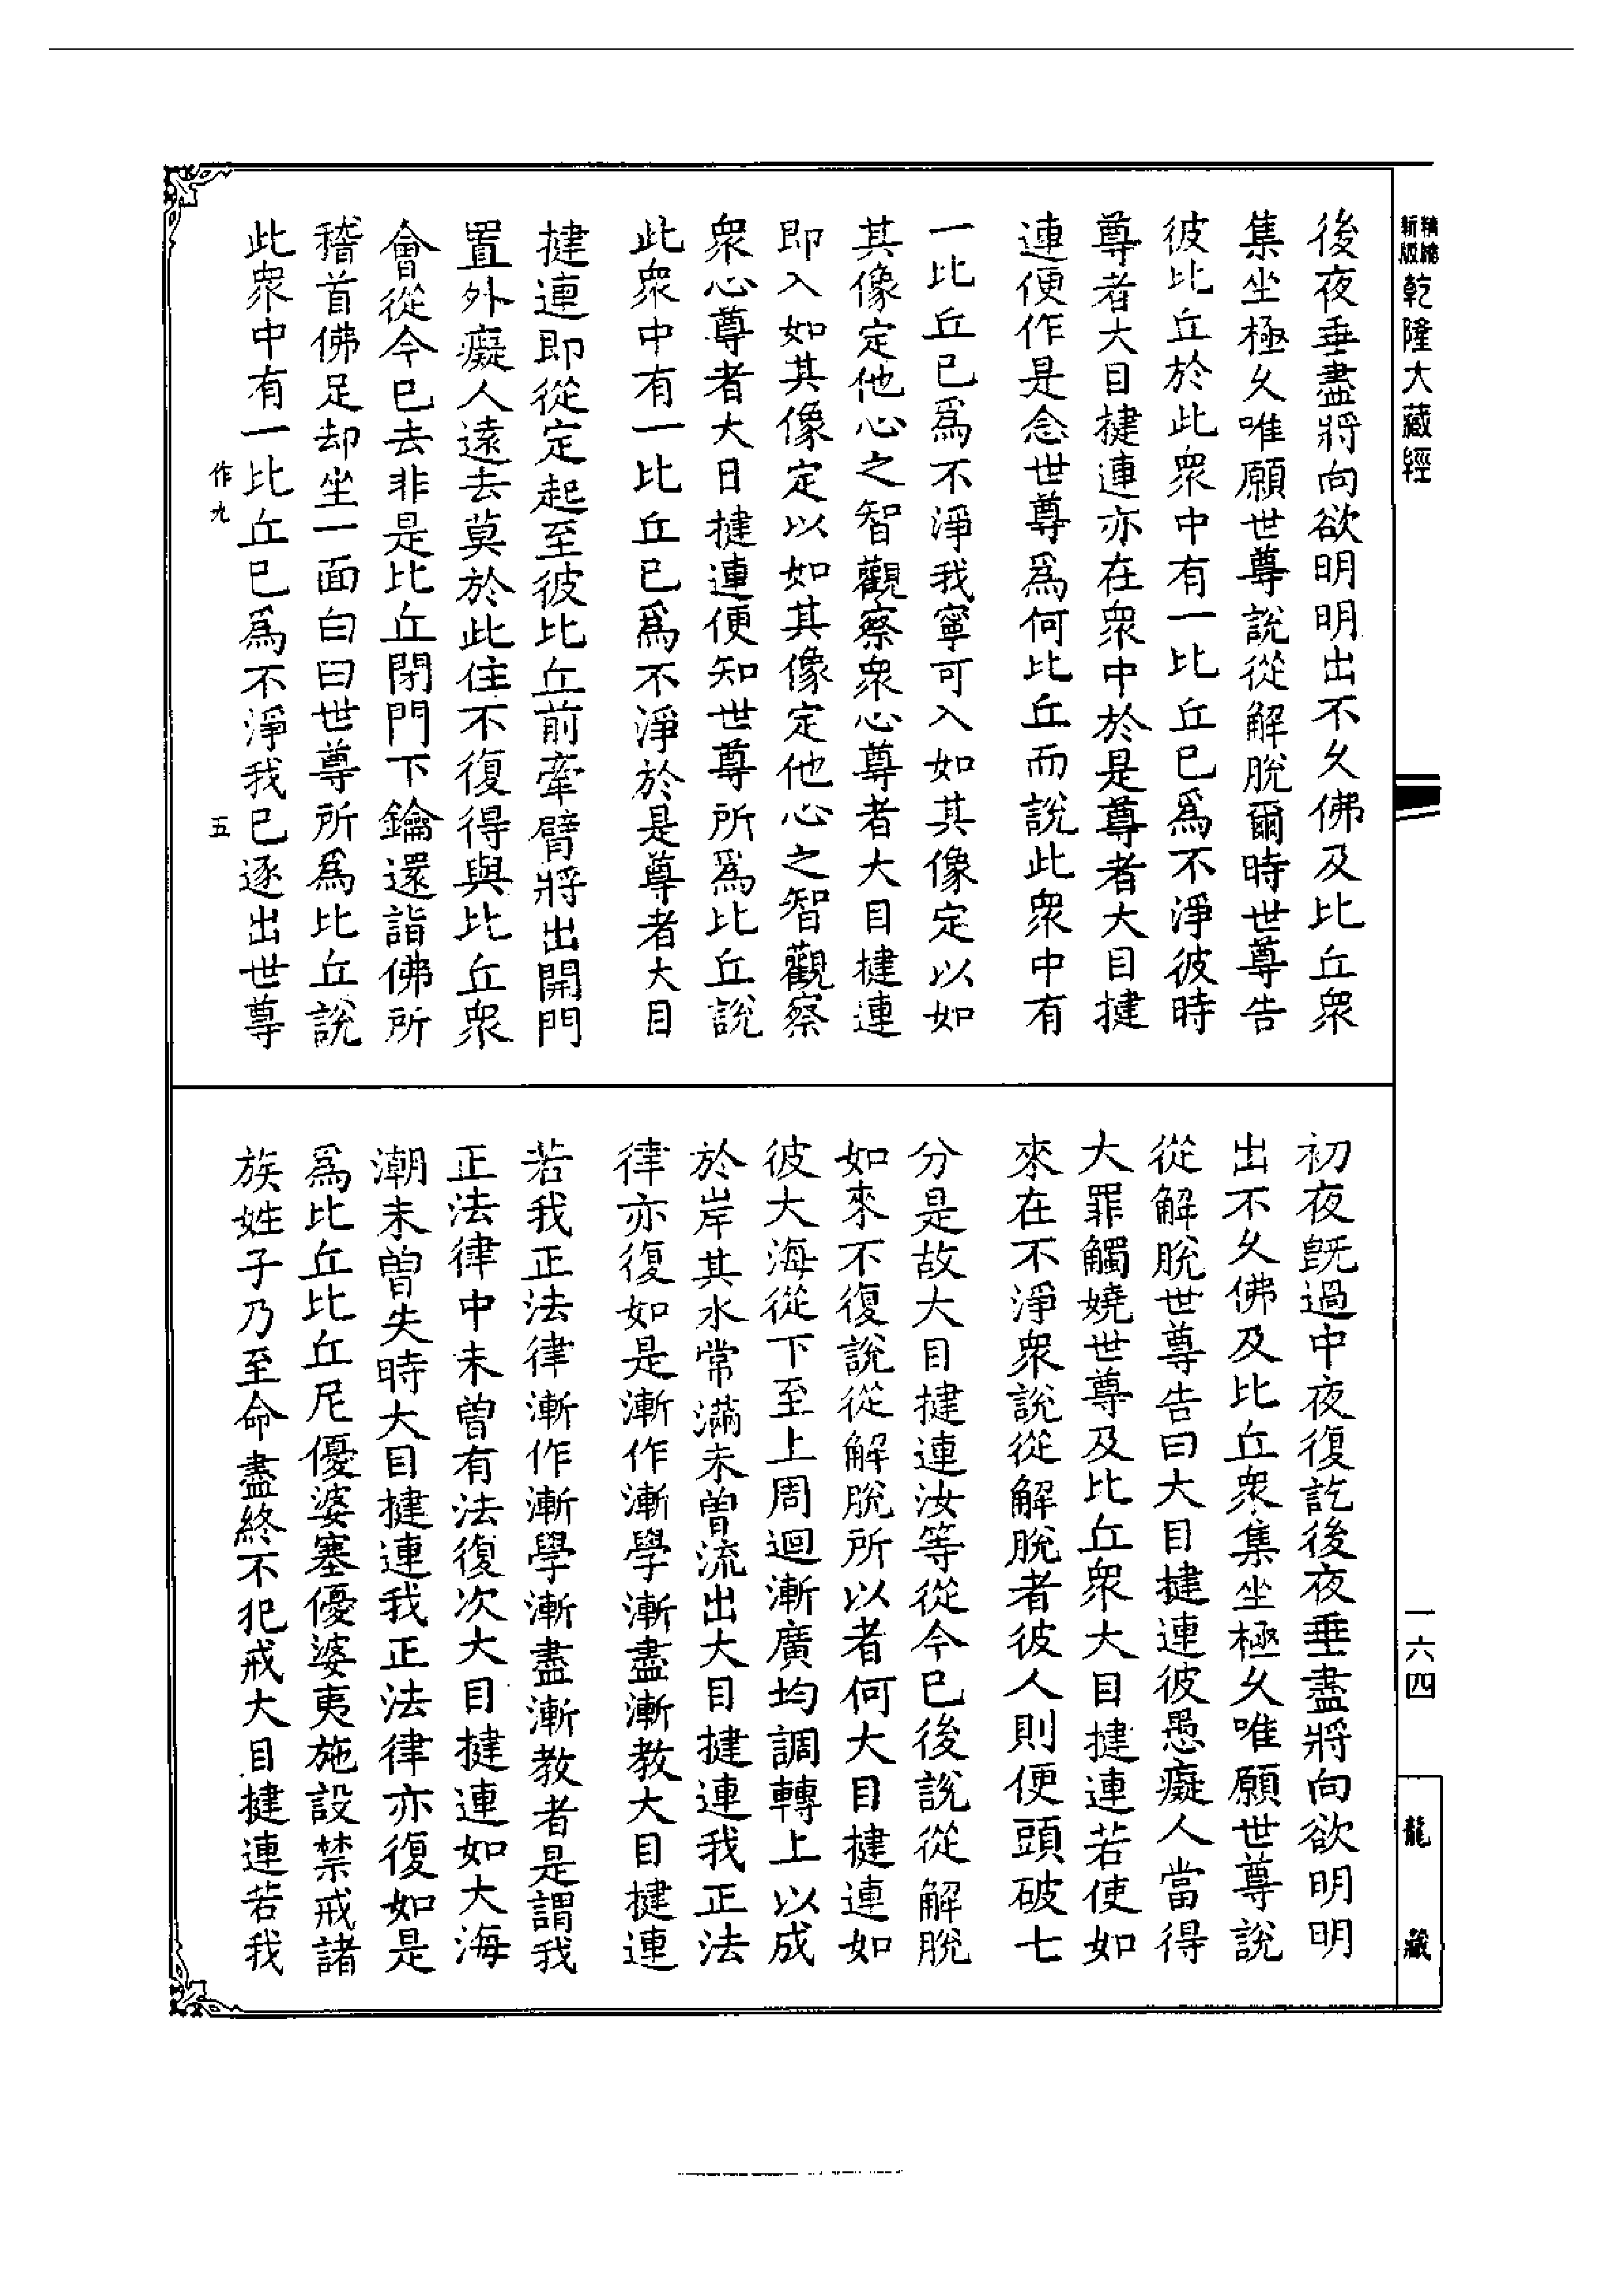 精縮新版乾隆大藏經
後夜垂盡將向欲明明出不久佛及比丘衆
集坐極久唯願世尊說從解脫爾時世尊告
彼比丘於此衆中有一比丘已爲不淨彼時
尊者大目揵連亦在衆中於是尊者大目揵
連便作是念世尊爲何比丘而說此衆中有
一比丘已爲不淨我寧可入如其像定以如
其像定他心之智觀察衆心尊者大目揵連
即入如其像定以如其像定他心之智觀察
衆心尊者大日揵連便知世尊所爲比丘說
此衆中有一比丘已爲不淨於是尊者大目
揵連即從定起至彼比丘前牽臂將出開門
置外癡人遠去莫於此住不復得與比丘衆
會從今已去非是比丘閉門下鑰還詣佛所
稽首佛足却坐一面白曰世尊所爲比丘說
此衆中有一比丘已爲不淨我已逐出世尊
作九 五
初夜旣過中夜復訖後夜垂盡將向欲明明
出不久佛及比丘衆集坐極久唯願世尊說
從解脫世尊告曰大目揵連彼愚癡人當得
大罪觸嬈世尊及比丘衆大目揵連若使如
來在不淨衆說從解脫者彼人則便頭破七
分是故大目揵連汝等從今已後說從解脫
如來不復說從解脫所以者何大目揵連如
彼大海從下至上周迴漸廣均調轉上以成
於岸其水常滿未曾流出大目揵連我正法
律亦復如是漸作漸學漸盡漸教大目揵連
若我正法律漸作漸學漸盡漸教者是謂我
正法律中未曾有法復次大目揵連如大海
潮未曾失時大目揵連我正法律亦復如是
爲比丘比丘尼優婆塞優婆夷施設禁戒諸
族姓子乃至命盡終不犯戒大目揵連若我
一六四
龍藏